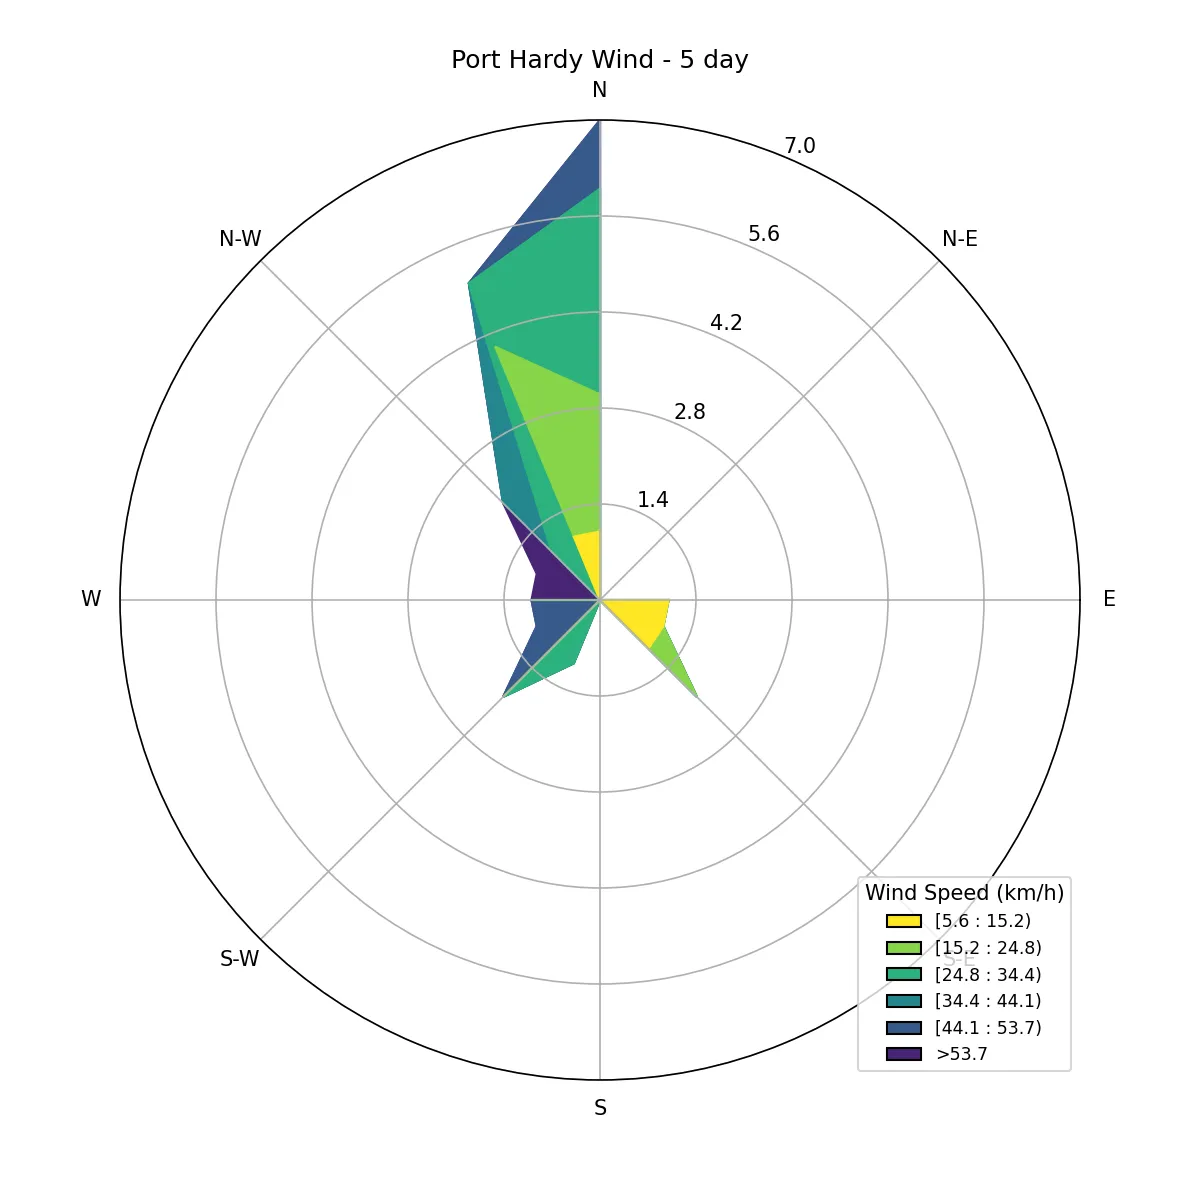 Port Hardy Wind - 5 day
N
7.0
N-W
5.6
N-E
4.2
2.8
1.4
W
E
S-W
S-E
S
Wind Speed (km/h)
[5.6 : 15.2)
[15.2 : 24.8)
[24.8 : 34.4)
[34.4 : 44.1)
[44.1 : 53.7)
>53.7